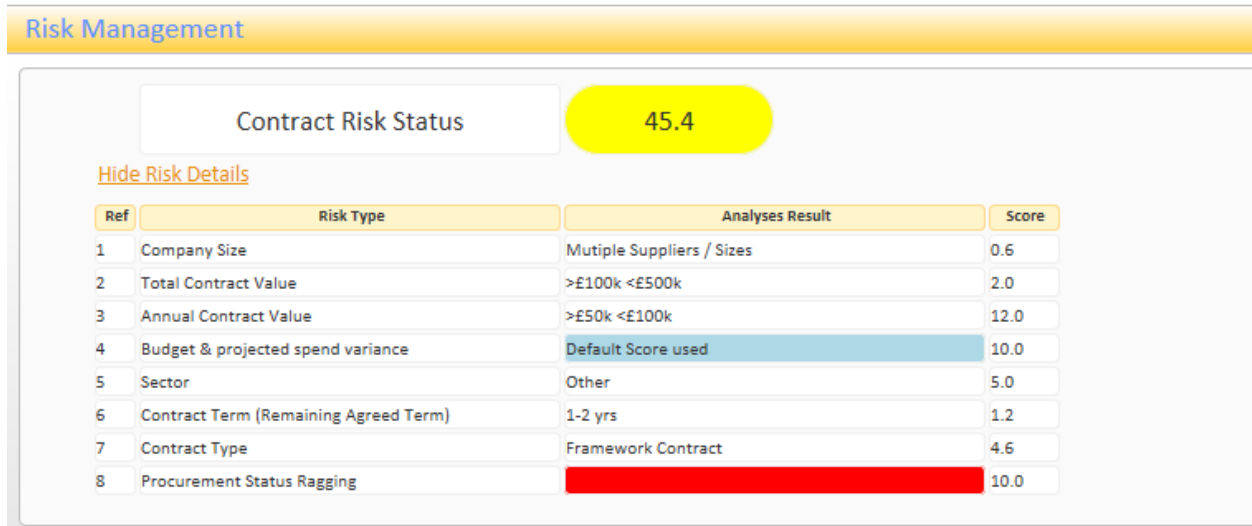 Risk Management
Contract Risk Status 45.4
Hide Risk Details
Ref Risk Type Analyses Result Score
1 Company Size Mutiple Suppliers / Sizes 0.6
2 Total Contract Value >£100k <£500k 2.0
3 Annual Contract Value >£50k <£100k 12.0
4 Budget & projected spend variance Default Score used 10.0
5 Sector Other 5.0
6 Contract Term (Remaining Agreed Term) 1-2 yrs 1.2
7 Contract Type Framework Contract 4.6
8 Procurement Status Ragging 10.0